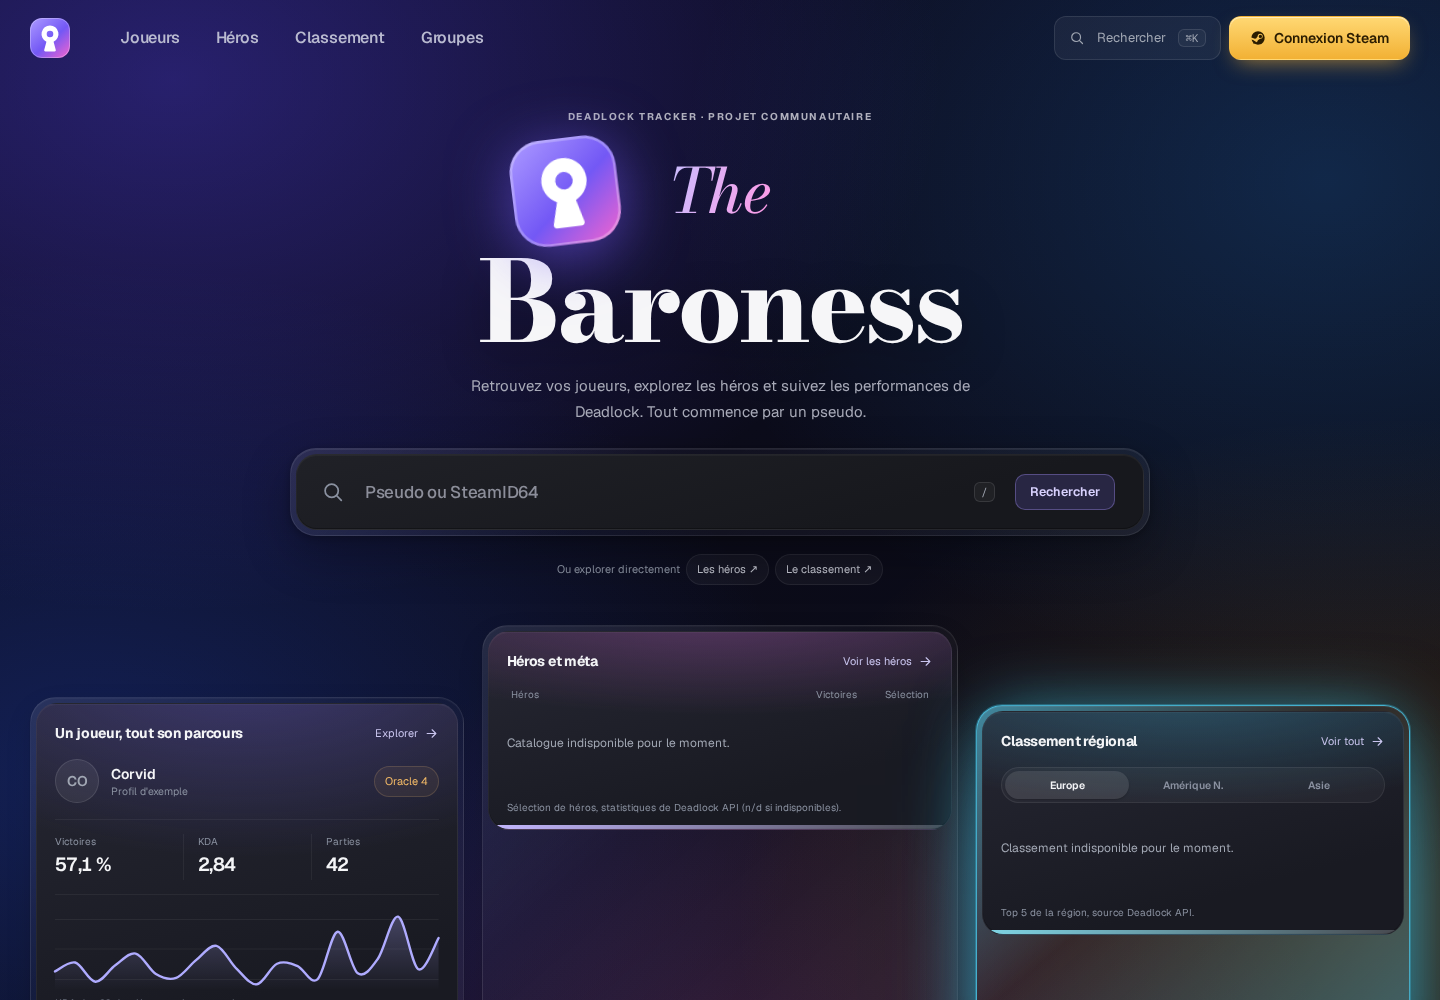 Joueurs
Héros
Classement
Groupes
Rechercher
⌘K
Connexion Steam
DEADLOCK TRACKER · PROJET COMMUNAUTAIRE
The
Baroness
Retrouvez vos joueurs, explorez les héros et suivez les performances de
Deadlock. Tout commence par un pseudo.
Pseudo ou SteamID64
/
Rechercher
Ou explorer directement
Les héros ↗
Le classement ↗
Un joueur, tout son parcours
Explorer →
CO
Corvid
Profil d'exemple
Oracle 4
Victoires
57,1 %
KDA
2,84
Parties
42
Héros et méta
Voir les héros →
Héros
Victoires
Sélection
Catalogue indisponible pour le moment.
Sélection de héros, statistiques de Deadlock API (n/d si indisponibles).
Classement régional
Voir tout →
Europe
Amérique N.
Asie
Classement indisponible pour le moment.
Top 5 de la région, source Deadlock API.